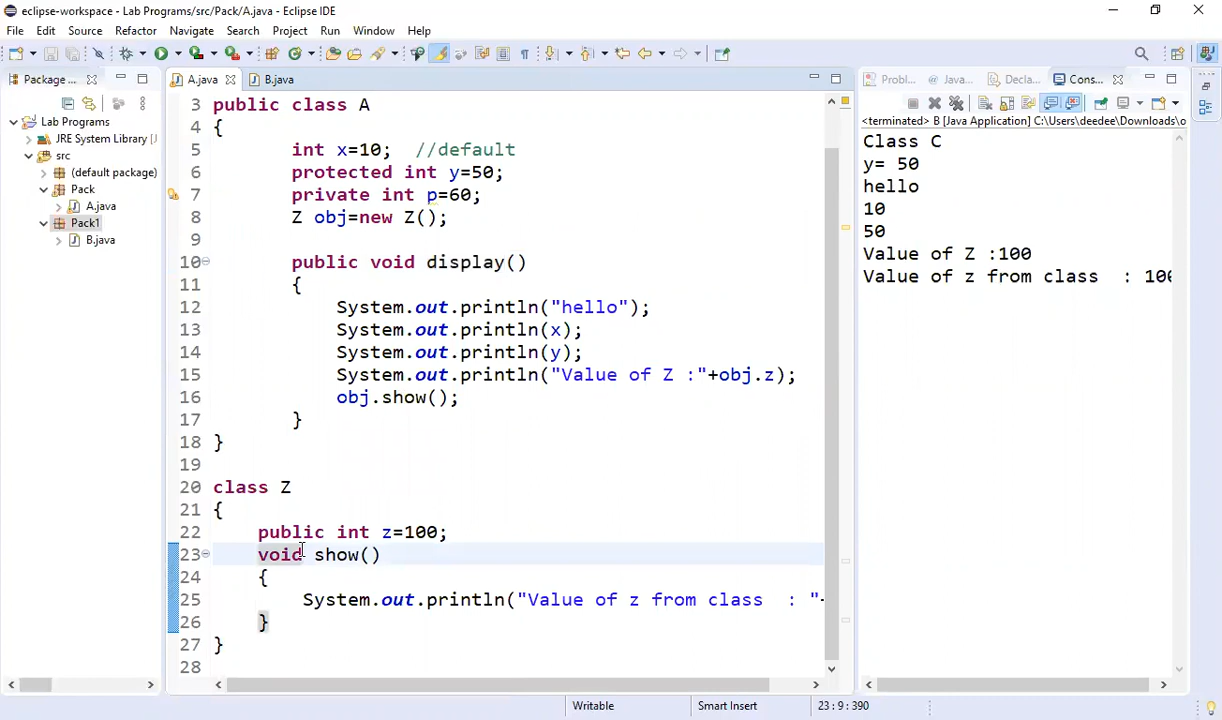 eclipse-workspace - Lab Programs/src/Pack/A.java - Eclipse IDE
File Edit Source Refactor Navigate Search Project Run Window Help
Package ...
A.java
B.java
Probl...
Java...
Decla...
Cons...
Lab Programs
JRE System Library [J
src
(default package)
Pack
A.java
Pack1
B.java
3 public class A
4 {
5 int x=10; //default
6 protected int y=50;
7 private int p=60;
8 Z obj=new Z();
9
10 public void display()
11 {
12 System.out.println("hello");
13 System.out.println(x);
14 System.out.println(y);
15 System.out.println("Value of Z :"+obj.z);
16 obj.show();
17 }
18 }
19
20 class Z
21 {
22 public int z=100;
23 void show()
24 {
25 System.out.println("Value of z from class  : "+
26 }
27 }
28
<terminated> B [Java Application] C:\Users\deedee\Downloads\o
Class C
y= 50
hello
10
50
Value of Z :100
Value of z from class  : 100
Writable
Smart Insert
23 : 9 : 390